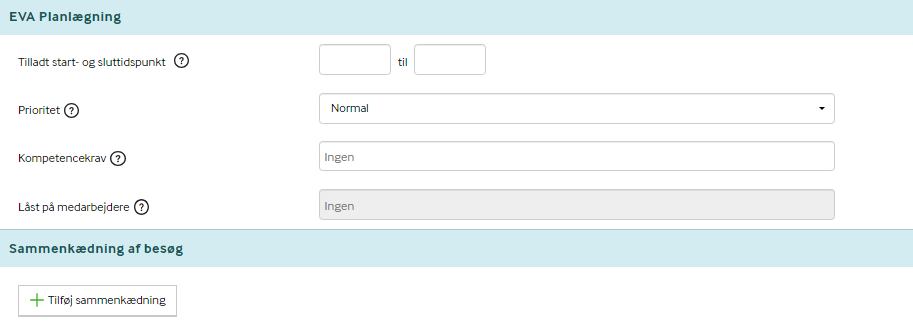 EVA Planlægning
Tilladt start- og sluttidspunkt ?
til
Prioritet ?
Normal
Kompetencekrav ?
Ingen
Låst på medarbejdere ?
Ingen
Sammenkædning af besøg
Tilføj sammenkædning